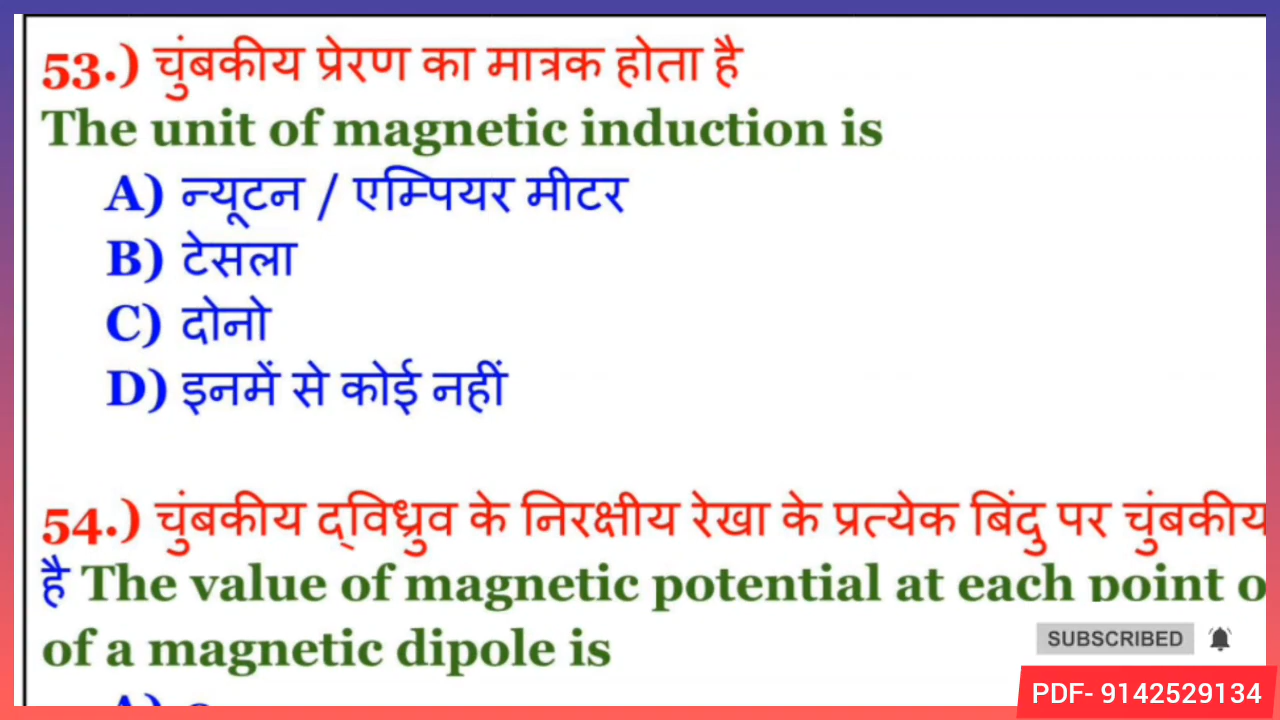 53.) चुंबकीय प्रेरण का मात्रक होता है
The unit of magnetic induction is
A) न्यूटन / एम्पियर मीटर
B) टेसला
C) दोनो
D) इनमें से कोई नहीं
54.) चुंबकीय द्विध्रुव के निरक्षीय रेखा के प्रत्येक बिंदु पर चुंबकीय
है The value of magnetic potential at each point o
of a magnetic dipole is
SUBSCRIBED
PDF- 9142529134